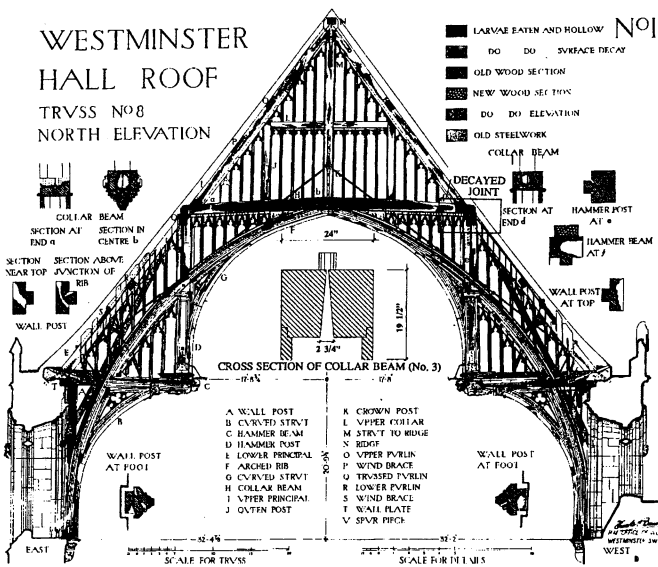 WESTMINSTER
HALL ROOF
TRVSS No 8
NORTH ELEVATION
No I
LARVAE EATEN AND HOLLOW
DO DO SVRFACE DECAY
OLD WOOD SECTION
NEW WOOD SECTION
DO DO ELEVATION
OLD STEELWORK
COLLAR BEAM
SECTION AT
END a
SECTION IN
CENTRE b
SECTION
NEAR TOP
SECTION ABOVE
JVNCTION OF
RIB
WALL POST
COLLAR BEAM
DECAYED
JOINT
SECTION AT
END d
HAMMER POST
AT e
HAMMER BEAM
AT f
WALL POST
AT TOP
24"
19 1/2"
2 3/4"
CROSS SECTION OF COLLAR BEAM (No. 3)
A WALL POST
B CVRVED STRVT
C HAMMER BEAM
D HAMMER POST
E LOWER PRINCIPAL
F ARCHED RIB
G CVRVED STRVT
H COLLAR BEAM
I VPPER PRINCIPAL
J QVEEN POST
K CROWN POST
L VPPER COLLAR
M STRVT TO RIDGE
N RIDGE
O VPPER PVRLIN
P WIND BRACE
Q TRVSSED PVRLIN
R LOWER PVRLIN
S WIND BRACE
T WALL PLATE
V SPVR PIECE
WALL POST
AT FOOT
WALL POST
AT FOOT
EAST
SCALE FOR TRVSS
SCALE FOR DETAILS
WEST